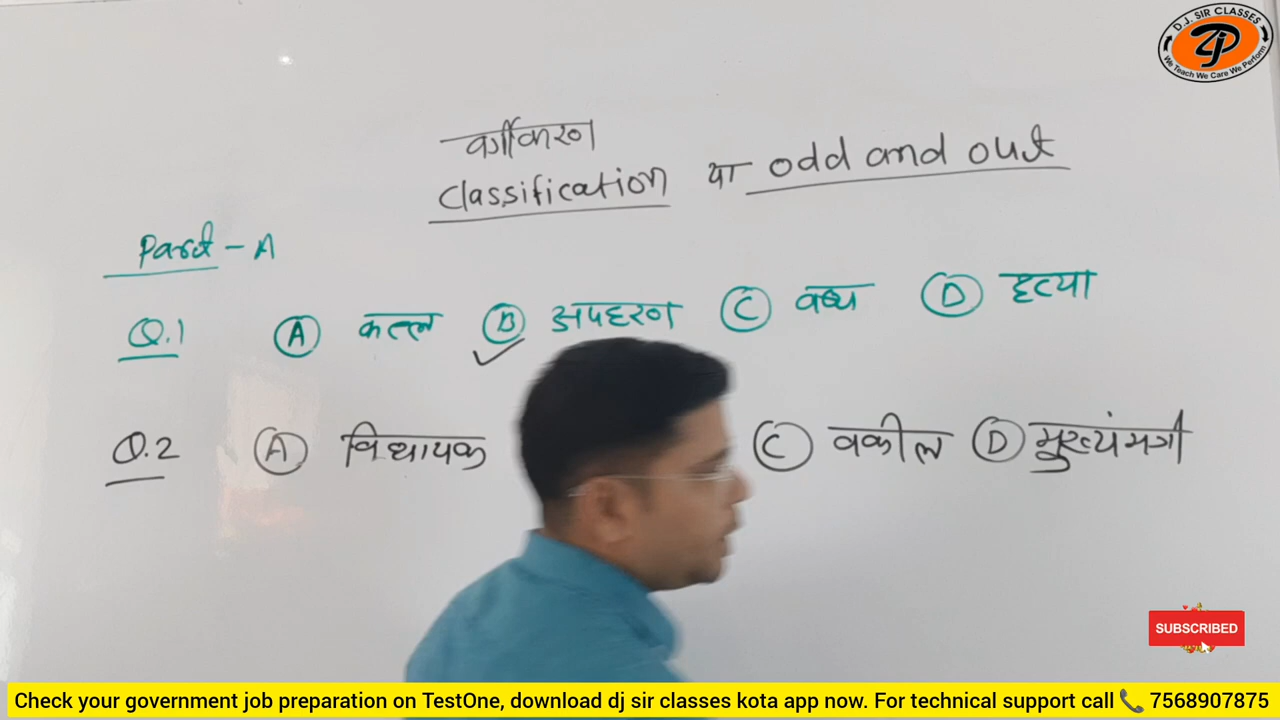 D.J. SIR CLASSES
DJ
We Teach We Care We Perform
वर्गीकरण
Classification या odd and out
Part - A
Q.1 A कत्ल B अपहरण C वध D हत्या
Q.2 A विधायक C वकील D मुख्यंमत्री
SUBSCRIBED
Check your government job preparation on TestOne, download dj sir classes kota app now. For technical support call 📞 7568907875